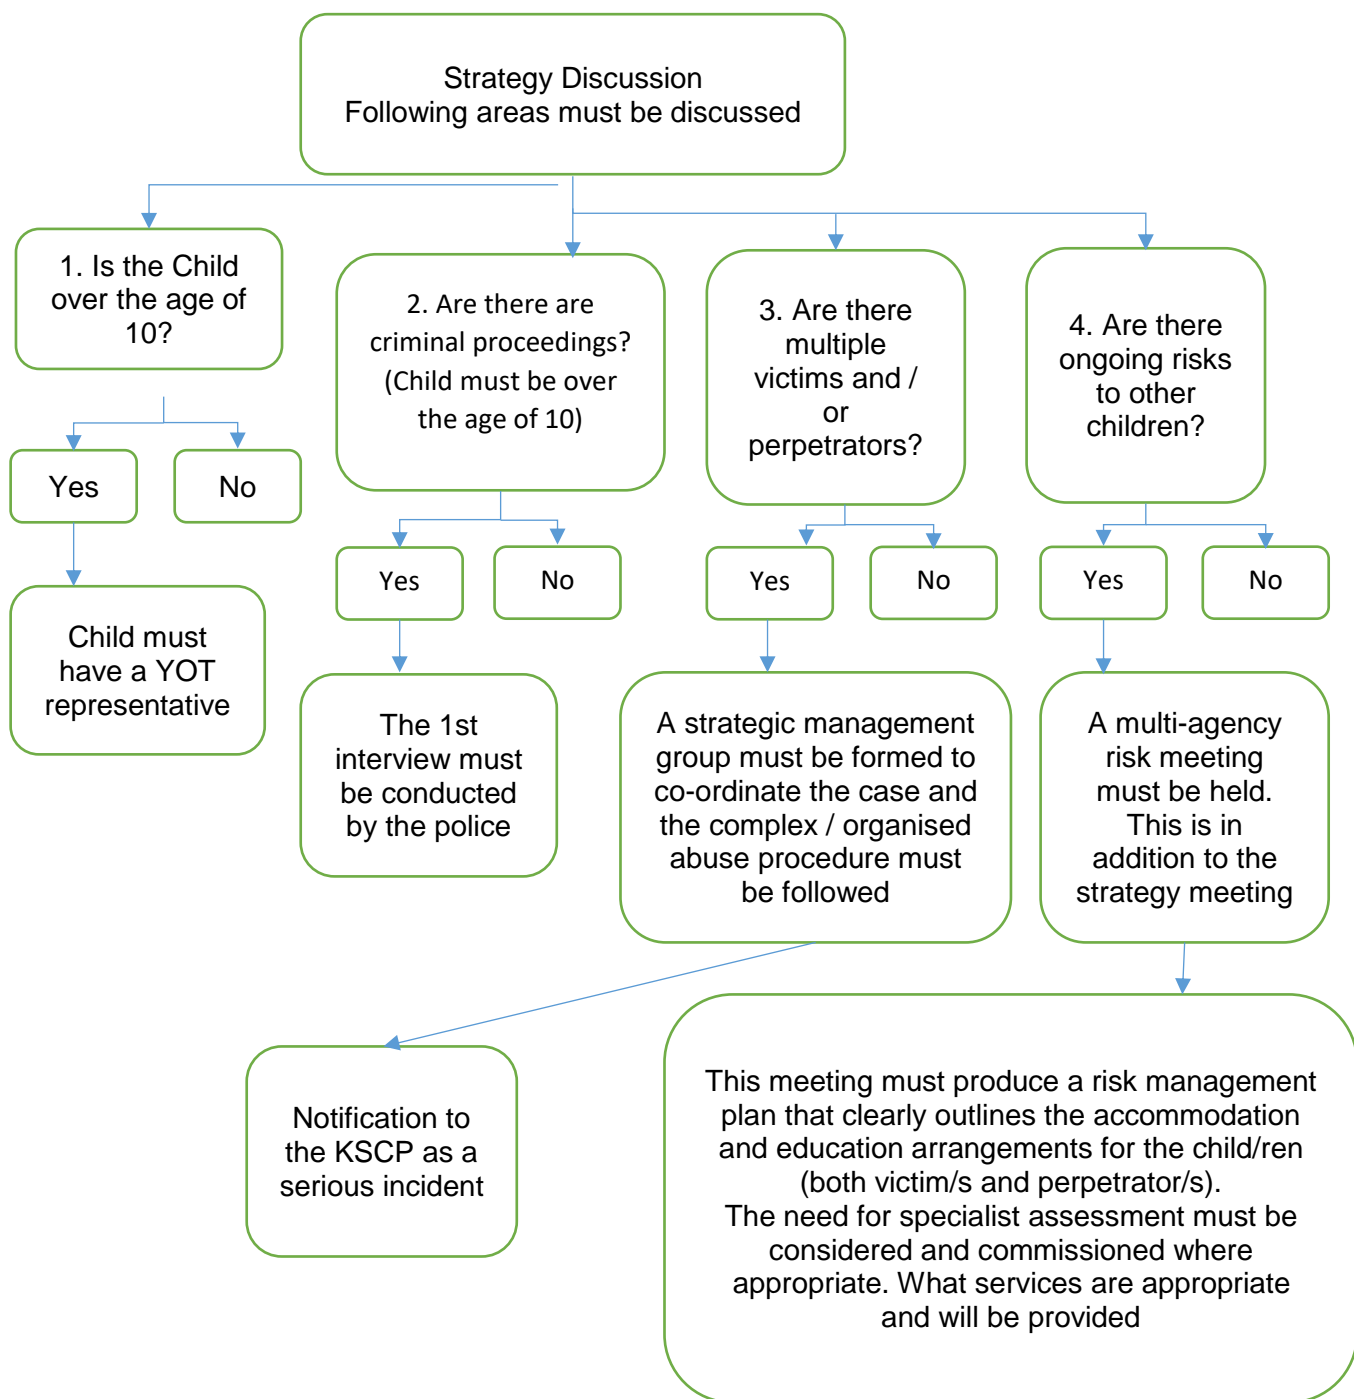 Strategy Discussion
Following areas must be discussed
1. Is the Child
over the age of
10?
2. Are there are
criminal proceedings?
(Child must be over
the age of 10)
3. Are there
multiple
victims and /
or
perpetrators?
4. Are there
ongoing risks
to other
children?
Yes
No
Yes
No
Yes
No
Yes
No
Child must
have a YOT
representative
The 1st
interview must
be conducted
by the police
A strategic management
group must be formed to
co-ordinate the case and
the complex / organised
abuse procedure must
be followed
A multi-agency
risk meeting
must be held.
This is in
addition to the
strategy meeting
Notification to
the KSCP as a
serious incident
This meeting must produce a risk management
plan that clearly outlines the accommodation
and education arrangements for the child/ren
(both victim/s and perpetrator/s).
The need for specialist assessment must be
considered and commissioned where
appropriate. What services are appropriate
and will be provided